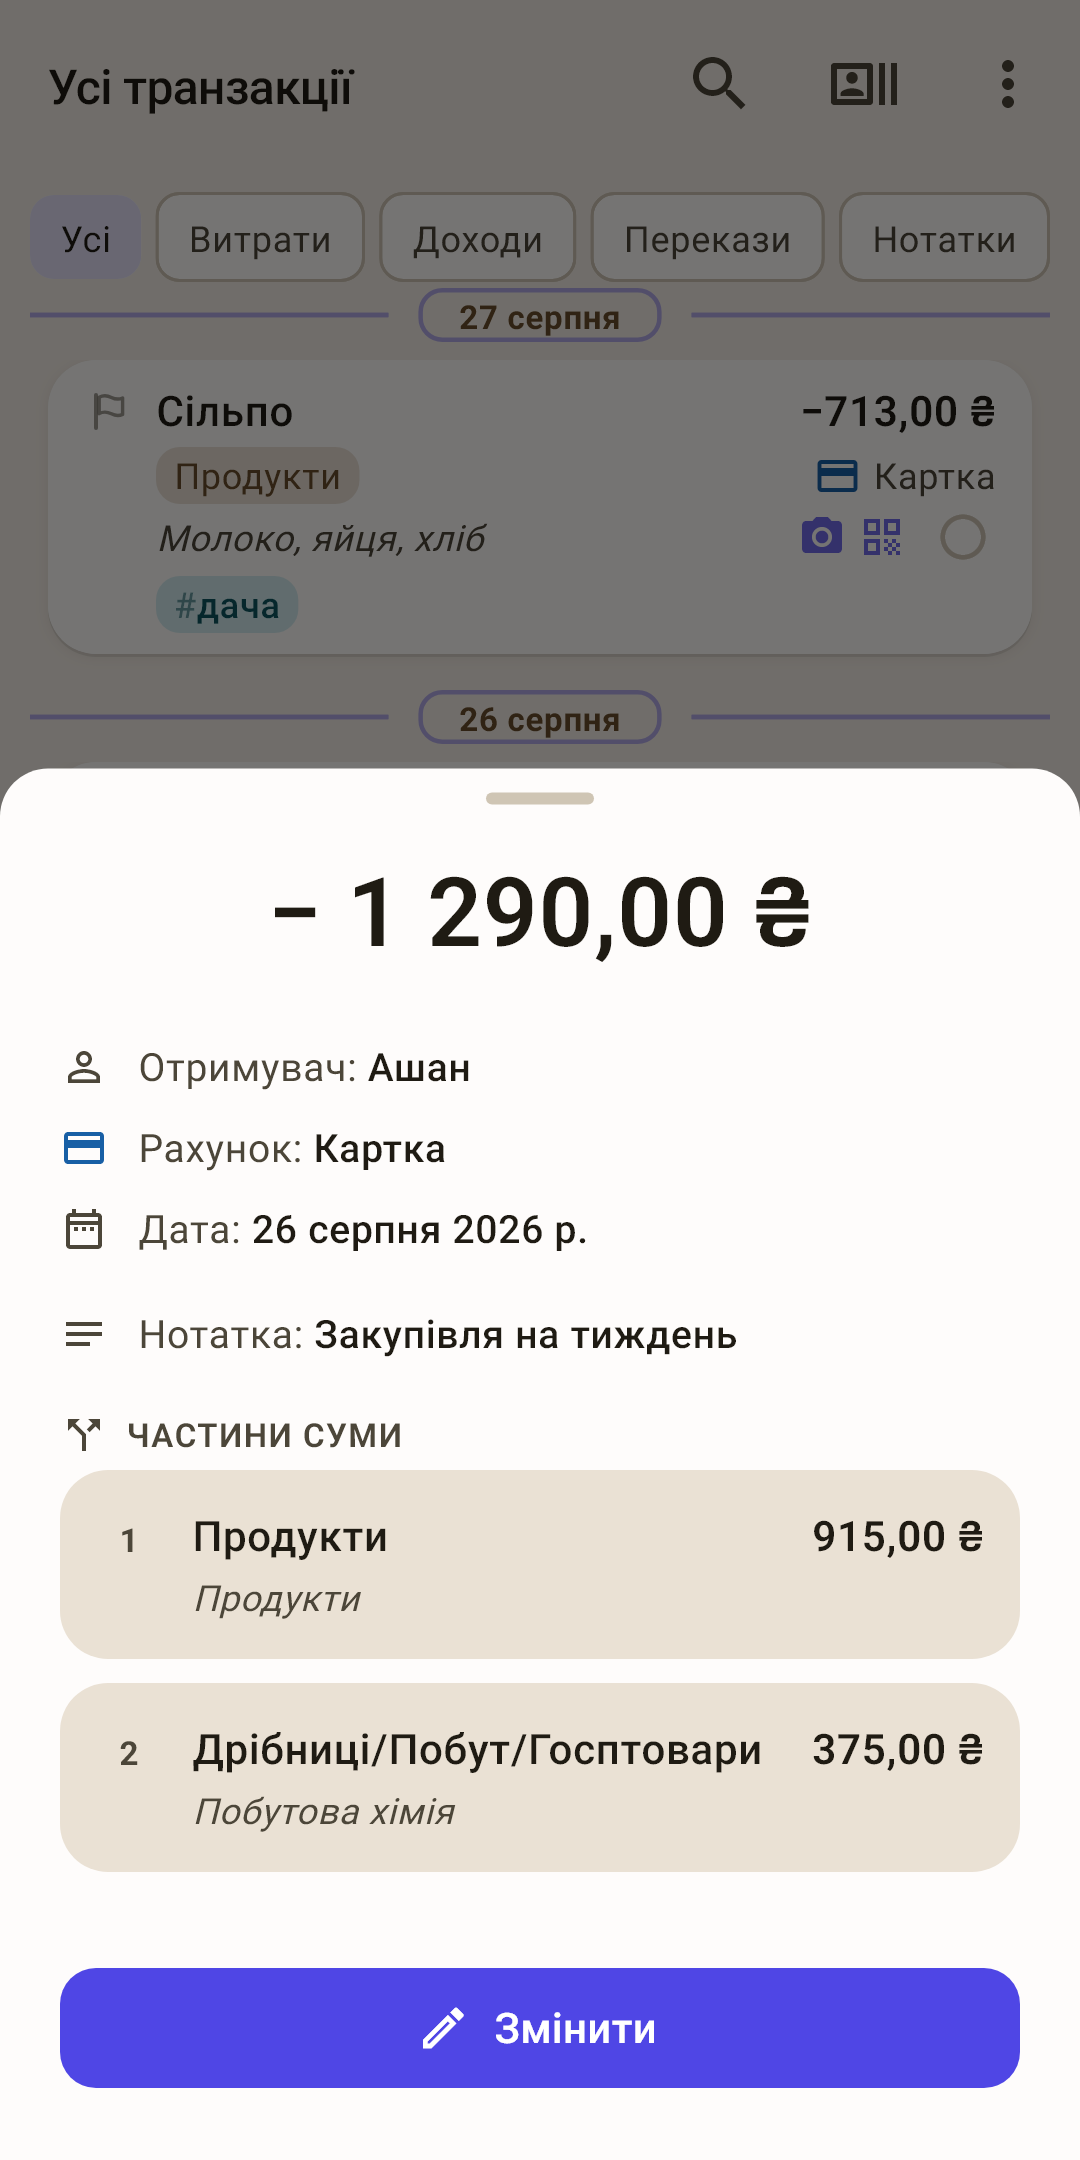 Усі транзакції
Усі Витрати Доходи Перекази Нотатки
27 серпня
Сільпо −713,00 ₴
Продукти Картка
Молоко, яйця, хліб
#дача
26 серпня
− 1 290,00 ₴
Отримувач: Ашан
Рахунок: Картка
Дата: 26 серпня 2026 р.
Нотатка: Закупівля на тиждень
ЧАСТИНИ СУМИ
1 Продукти 915,00 ₴
Продукти
2 Дрібниці/Побут/Госптовари 375,00 ₴
Побутова хімія
Змінити